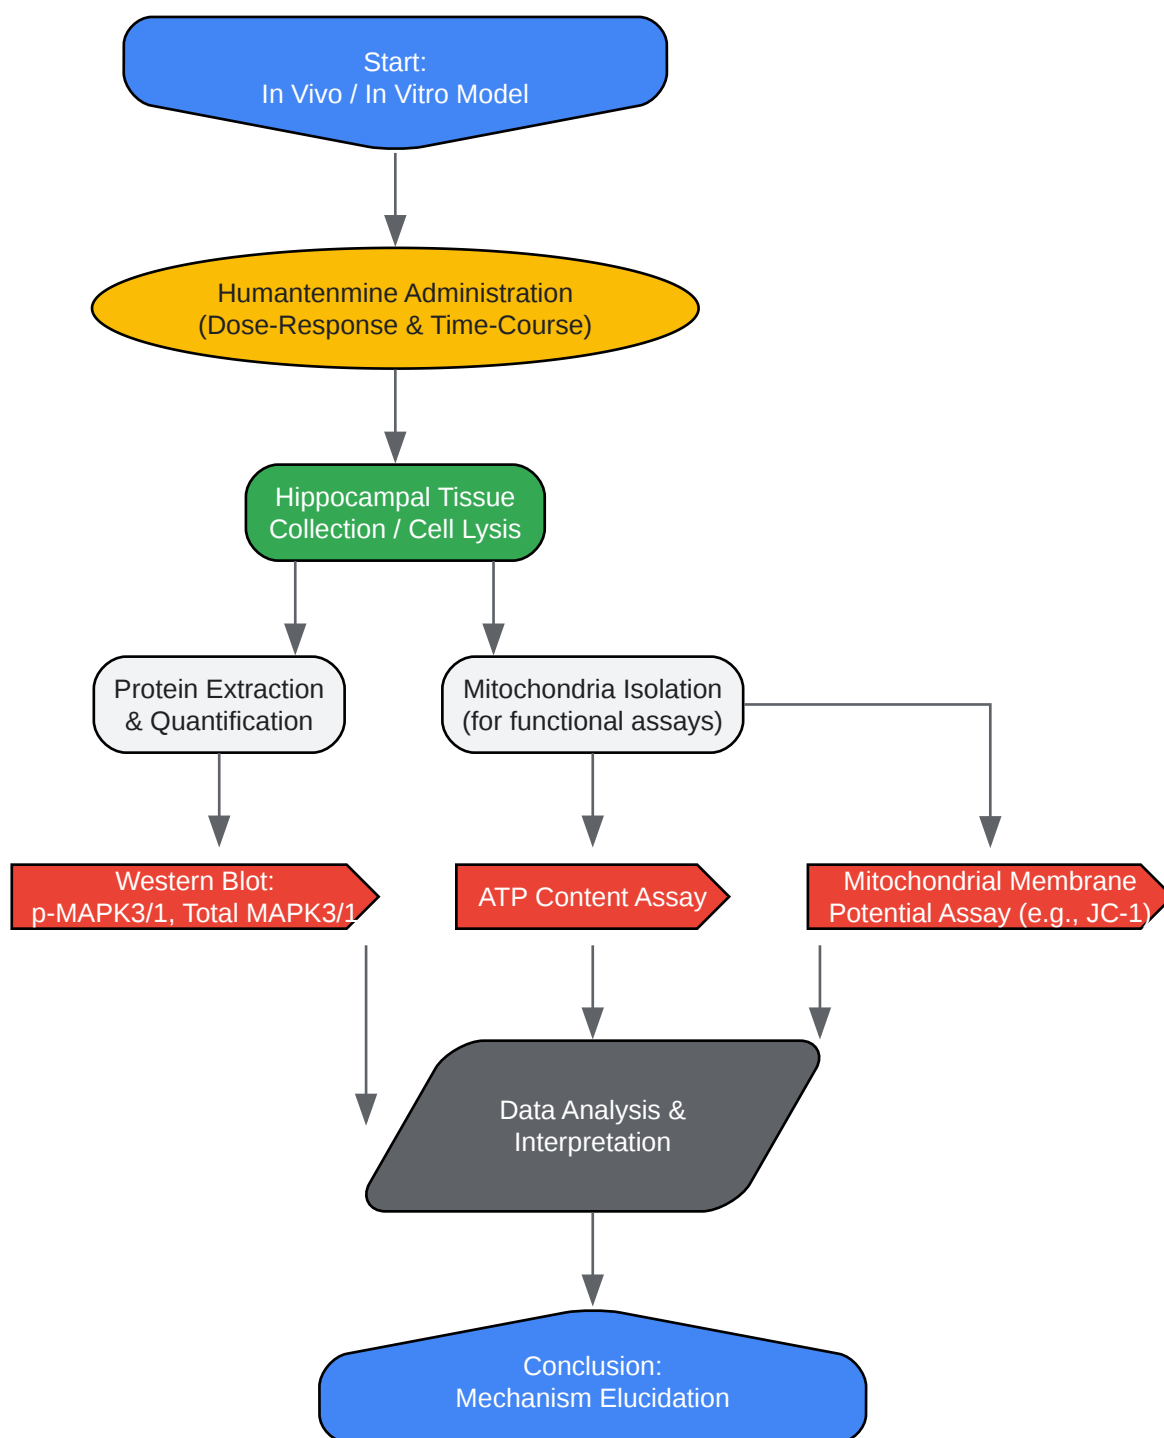 Start:
In Vivo / In Vitro Model
Humantenmine Administration
(Dose-Response & Time-Course)
Hippocampal Tissue
Collection / Cell Lysis
Protein Extraction
& Quantification
Mitochondria Isolation
(for functional assays)
Western Blot:
p-MAPK3/1, Total MAPK3/1
ATP Content Assay
Mitochondrial Membrane
Potential Assay (e.g., JC-1)
Data Analysis &
Interpretation
Conclusion:
Mechanism Elucidation